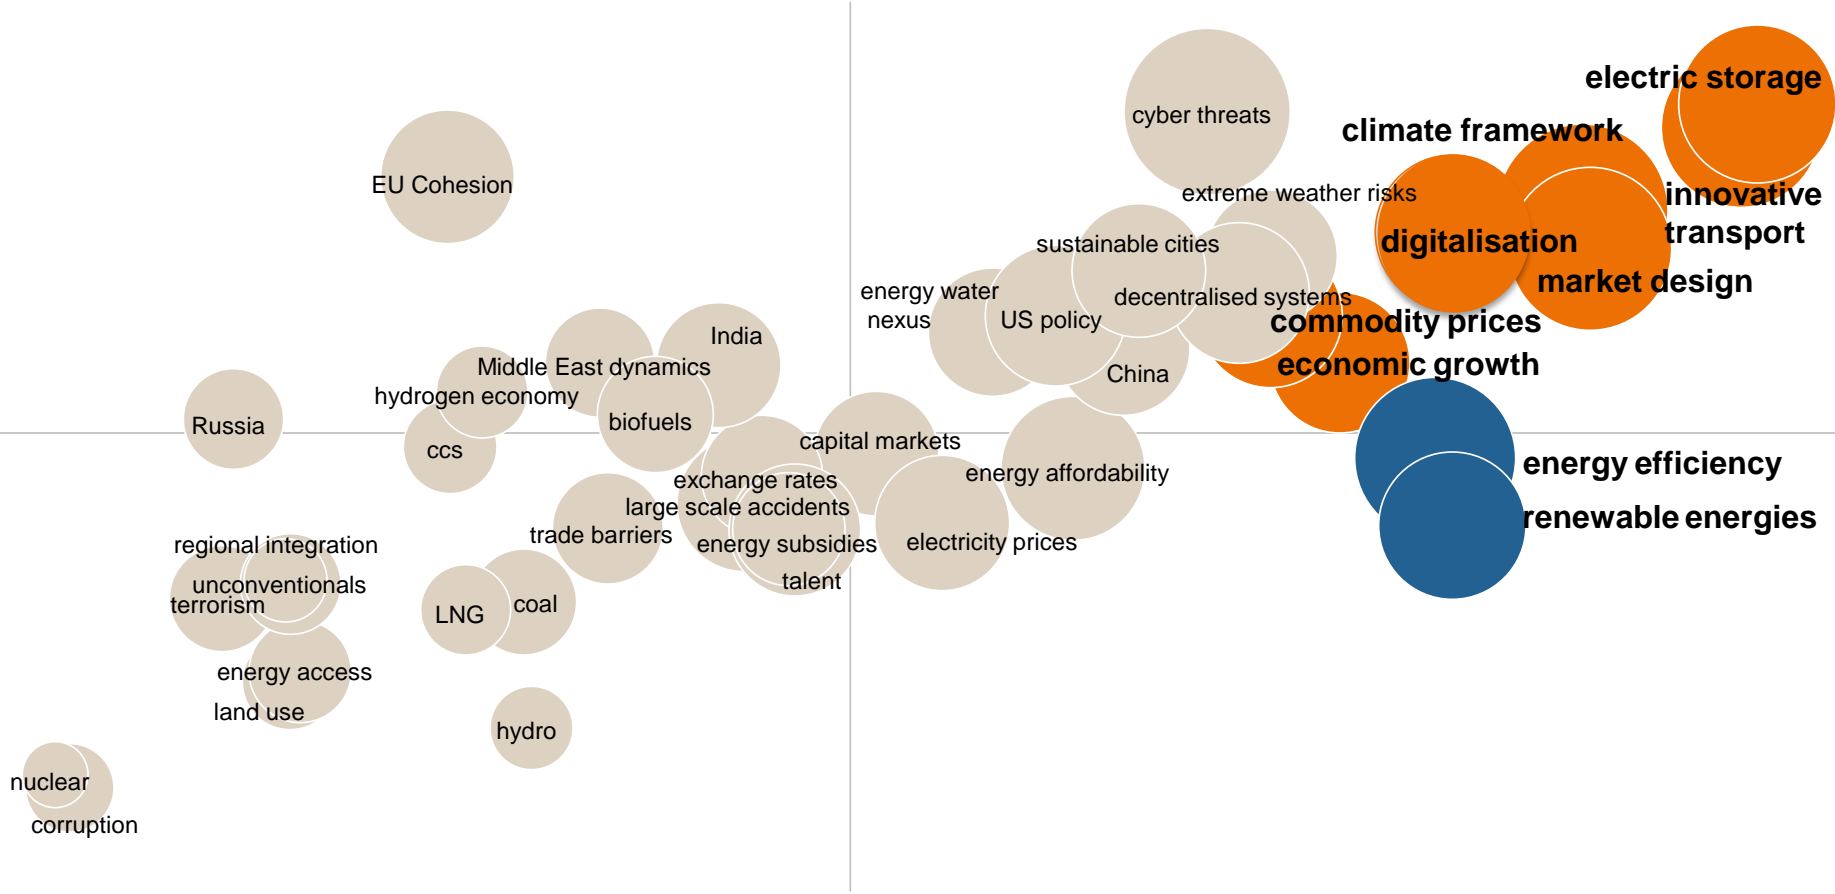 electric storage
cyber threats
climate framework
EU Cohesion
extreme weather risks
innovative
transport
sustainable cities
digitalisation
market design
energy water
nexus
decentralised systems
US policy
commodity prices
India
economic growth
Middle East dynamics
China
hydrogen economy
biofuels
Russia
capital markets
ccs
energy efficiency
energy affordability
exchange rates
large scale accidents
renewable energies
trade barriers
energy subsidies
electricity prices
regional integration
talent
unconventionals
terrorism
LNG
coal
energy access
land use
hydro
nuclear
corruption